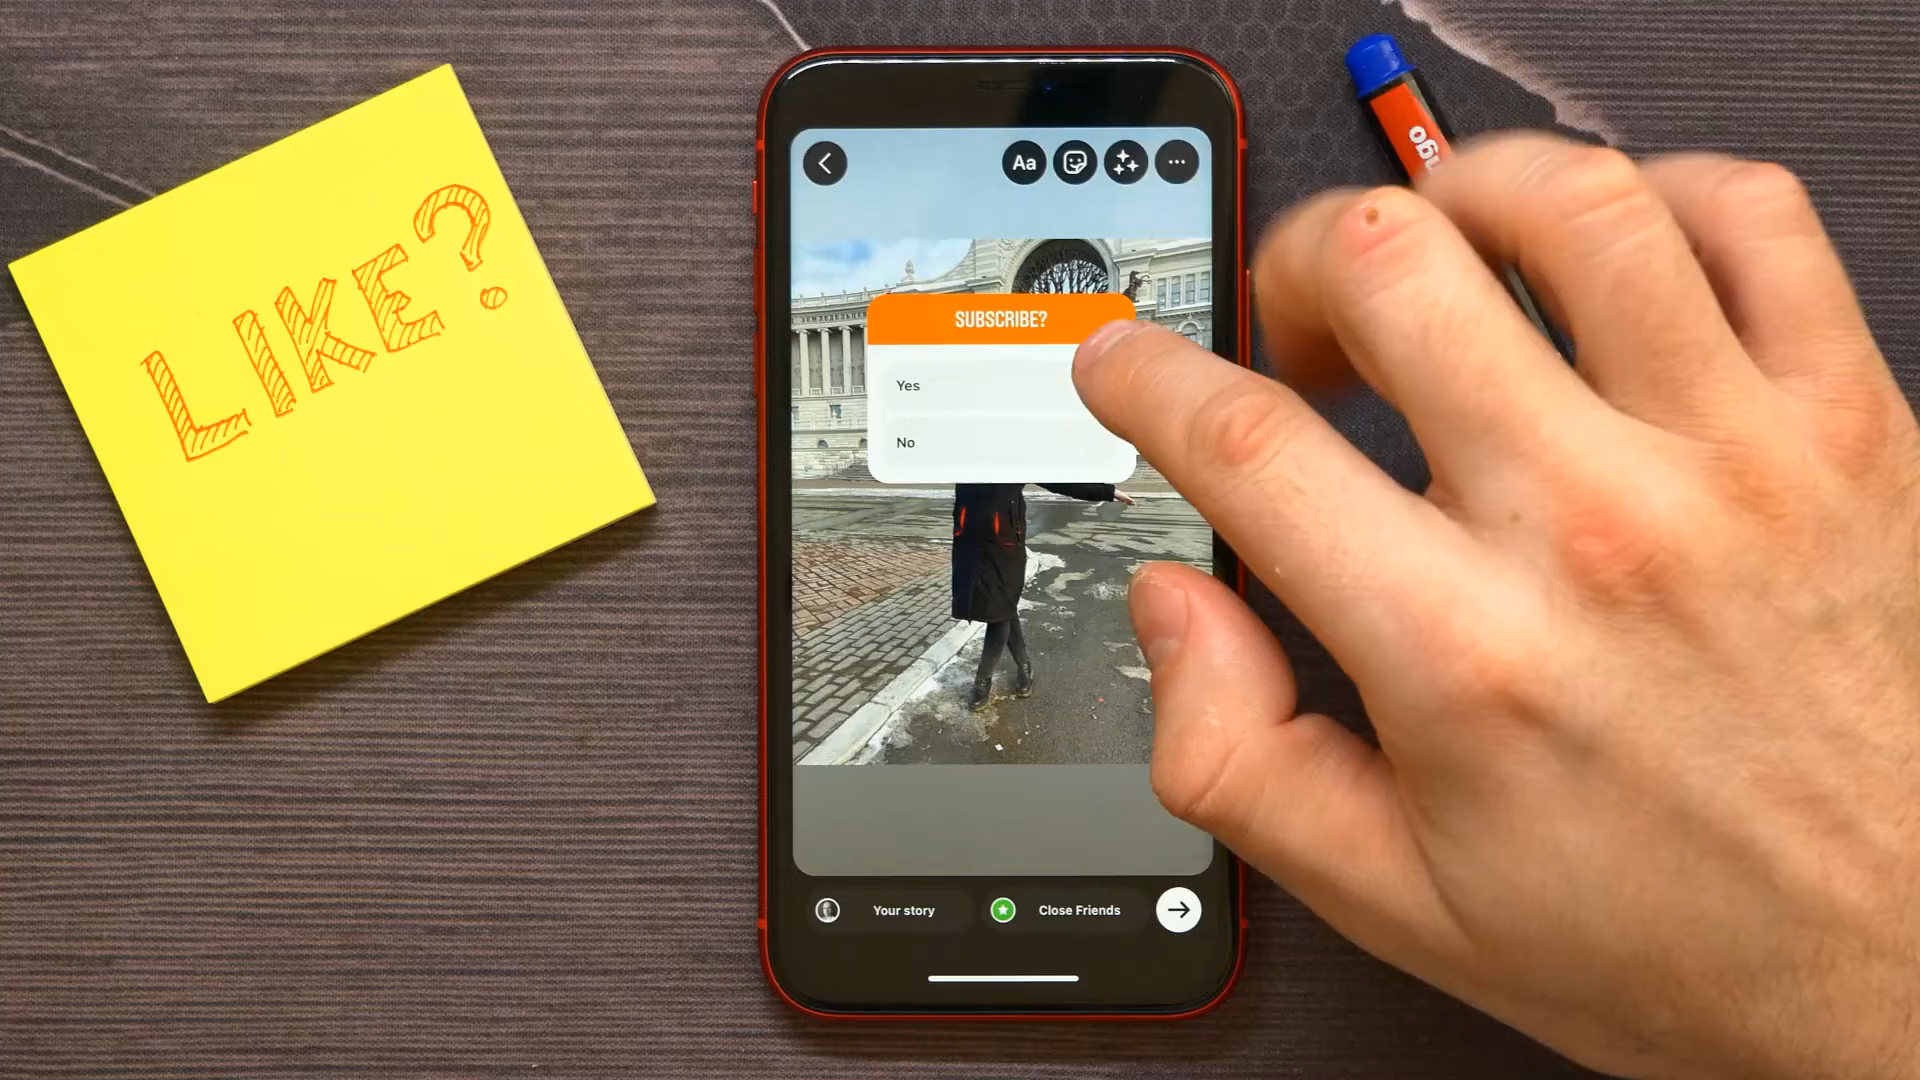 LIKE?
Aa
SUBSCRIBE?
Yes
No
Your story
Close Friends